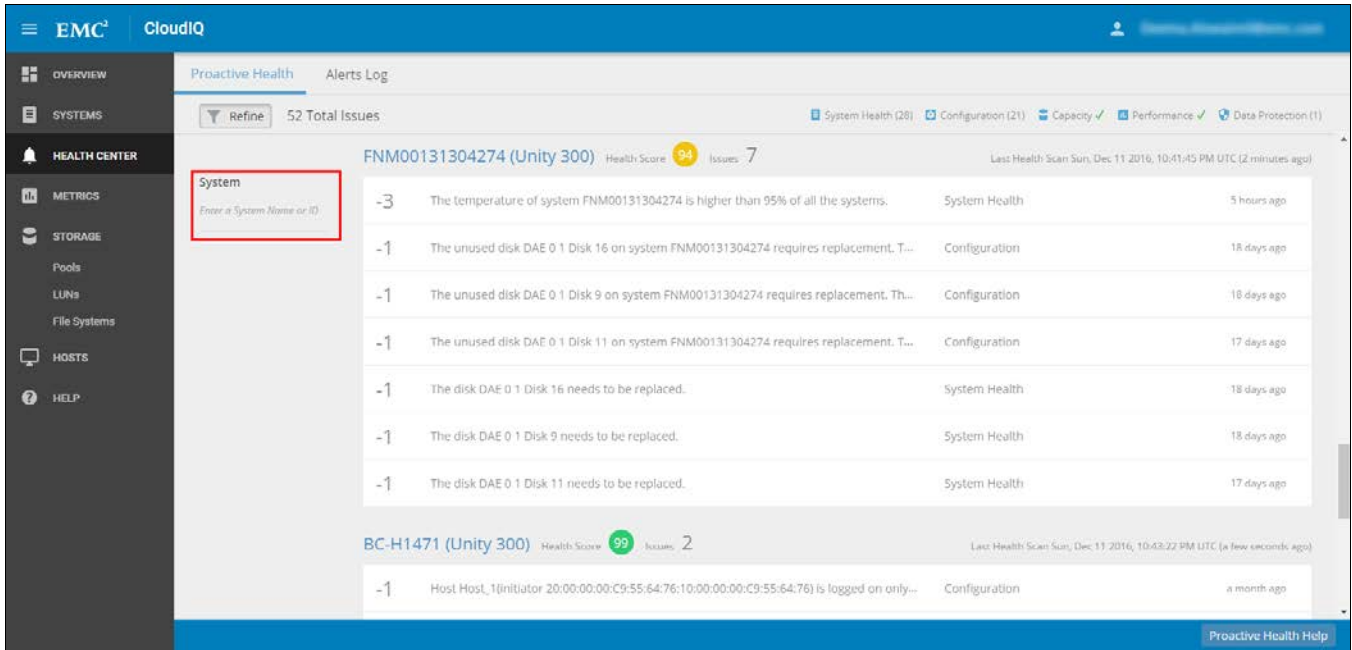 EMC² CloudIQ
OVERVIEW
SYSTEMS
HEALTH CENTER
METRICS
STORAGE
Pools
LUNs
File Systems
HOSTS
HELP
Proactive Health Alerts Log
Refine 52 Total Issues System Health (28) Configuration (21) Capacity ✓ Performance ✓ Data Protection (1)
System
Enter a System Name or ID
FNM00131304274 (Unity 300) Health Score 94 Issues 7 Last Health Scan Sun, Dec 11 2016, 10:41:45 PM UTC (2 minutes ago)
-3 The temperature of system FNM00131304274 is higher than 95% of all the systems. System Health 5 hours ago
-1 The unused disk DAE 0 1 Disk 16 on system FNM00131304274 requires replacement. T... Configuration 18 days ago
-1 The unused disk DAE 0 1 Disk 9 on system FNM00131304274 requires replacement. Th... Configuration 18 days ago
-1 The unused disk DAE 0 1 Disk 11 on system FNM00131304274 requires replacement. T... Configuration 17 days ago
-1 The disk DAE 0 1 Disk 16 needs to be replaced. System Health 18 days ago
-1 The disk DAE 0 1 Disk 9 needs to be replaced. System Health 18 days ago
-1 The disk DAE 0 1 Disk 11 needs to be replaced. System Health 17 days ago
BC-H1471 (Unity 300) Health Score 99 Issues 2 Last Health Scan Sun, Dec 11 2016, 10:43:22 PM UTC (a few seconds ago)
-1 Host Host_1(initiator 20:00:00:00:C9:55:64:76:10:00:00:00:C9:55:64:76) is logged on only... Configuration a month ago
Proactive Health Help